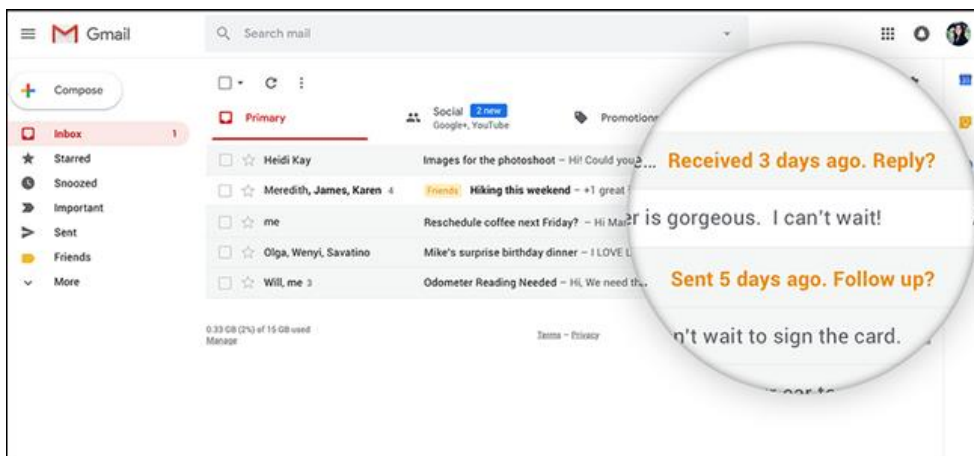 Gmail
Search mail
Compose
Primary
Social 2 new
Google+, YouTube
Promotions
Inbox 1
Starred
Snoozed
Important
Sent
Friends
More
Heidi Kay Images for the photoshoot – Hi! Could you... Received 3 days ago. Reply?
Meredith, James, Karen 4 Friends Hiking this weekend – +1 great er is gorgeous. I can't wait!
me Reschedule coffee next Friday? – Hi Mar Sent 5 days ago. Follow up?
Olga, Wenyi, Savatino Mike's surprise birthday dinner – I LOVE L n't wait to sign the card.
Will, me 3 Odometer Reading Needed – Hi, We need th...
0.33 GB (2%) of 15 GB used
Manage
Terms – Privacy